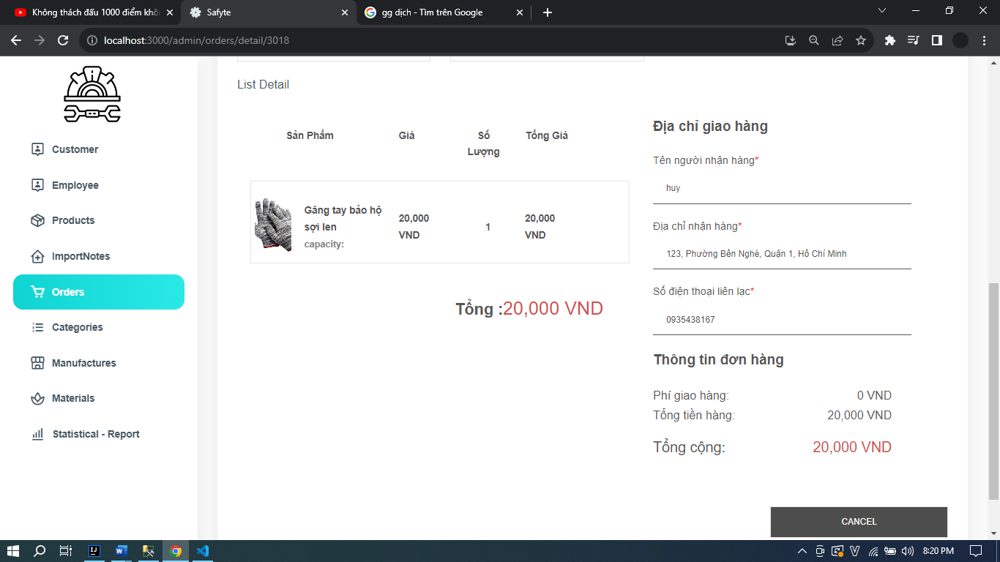 Không thách đấu 1000 điểm khôn
Safyte
gg dịch - Tìm trên Google
localhost:3000/admin/orders/detail/3018
Customer
Employee
Products
ImportNotes
Orders
Categories
Manufactures
Materials
Statistical - Report
List Detail
Sản Phẩm
Giá
Số
Lượng
Tổng Giá
Găng tay bảo hộ
sợi len
capacity:
20,000
VND
1
20,000
VND
Tổng :20,000 VND
Địa chỉ giao hàng
Tên người nhận hàng*
huy
Địa chỉ nhận hàng*
123, Phường Bến Nghé, Quận 1, Hồ Chí Minh
Số điện thoại liên lạc*
0935438167
Thông tin đơn hàng
Phí giao hàng: 0 VND
Tổng tiền hàng: 20,000 VND
Tổng cộng: 20,000 VND
CANCEL
8:20 PM